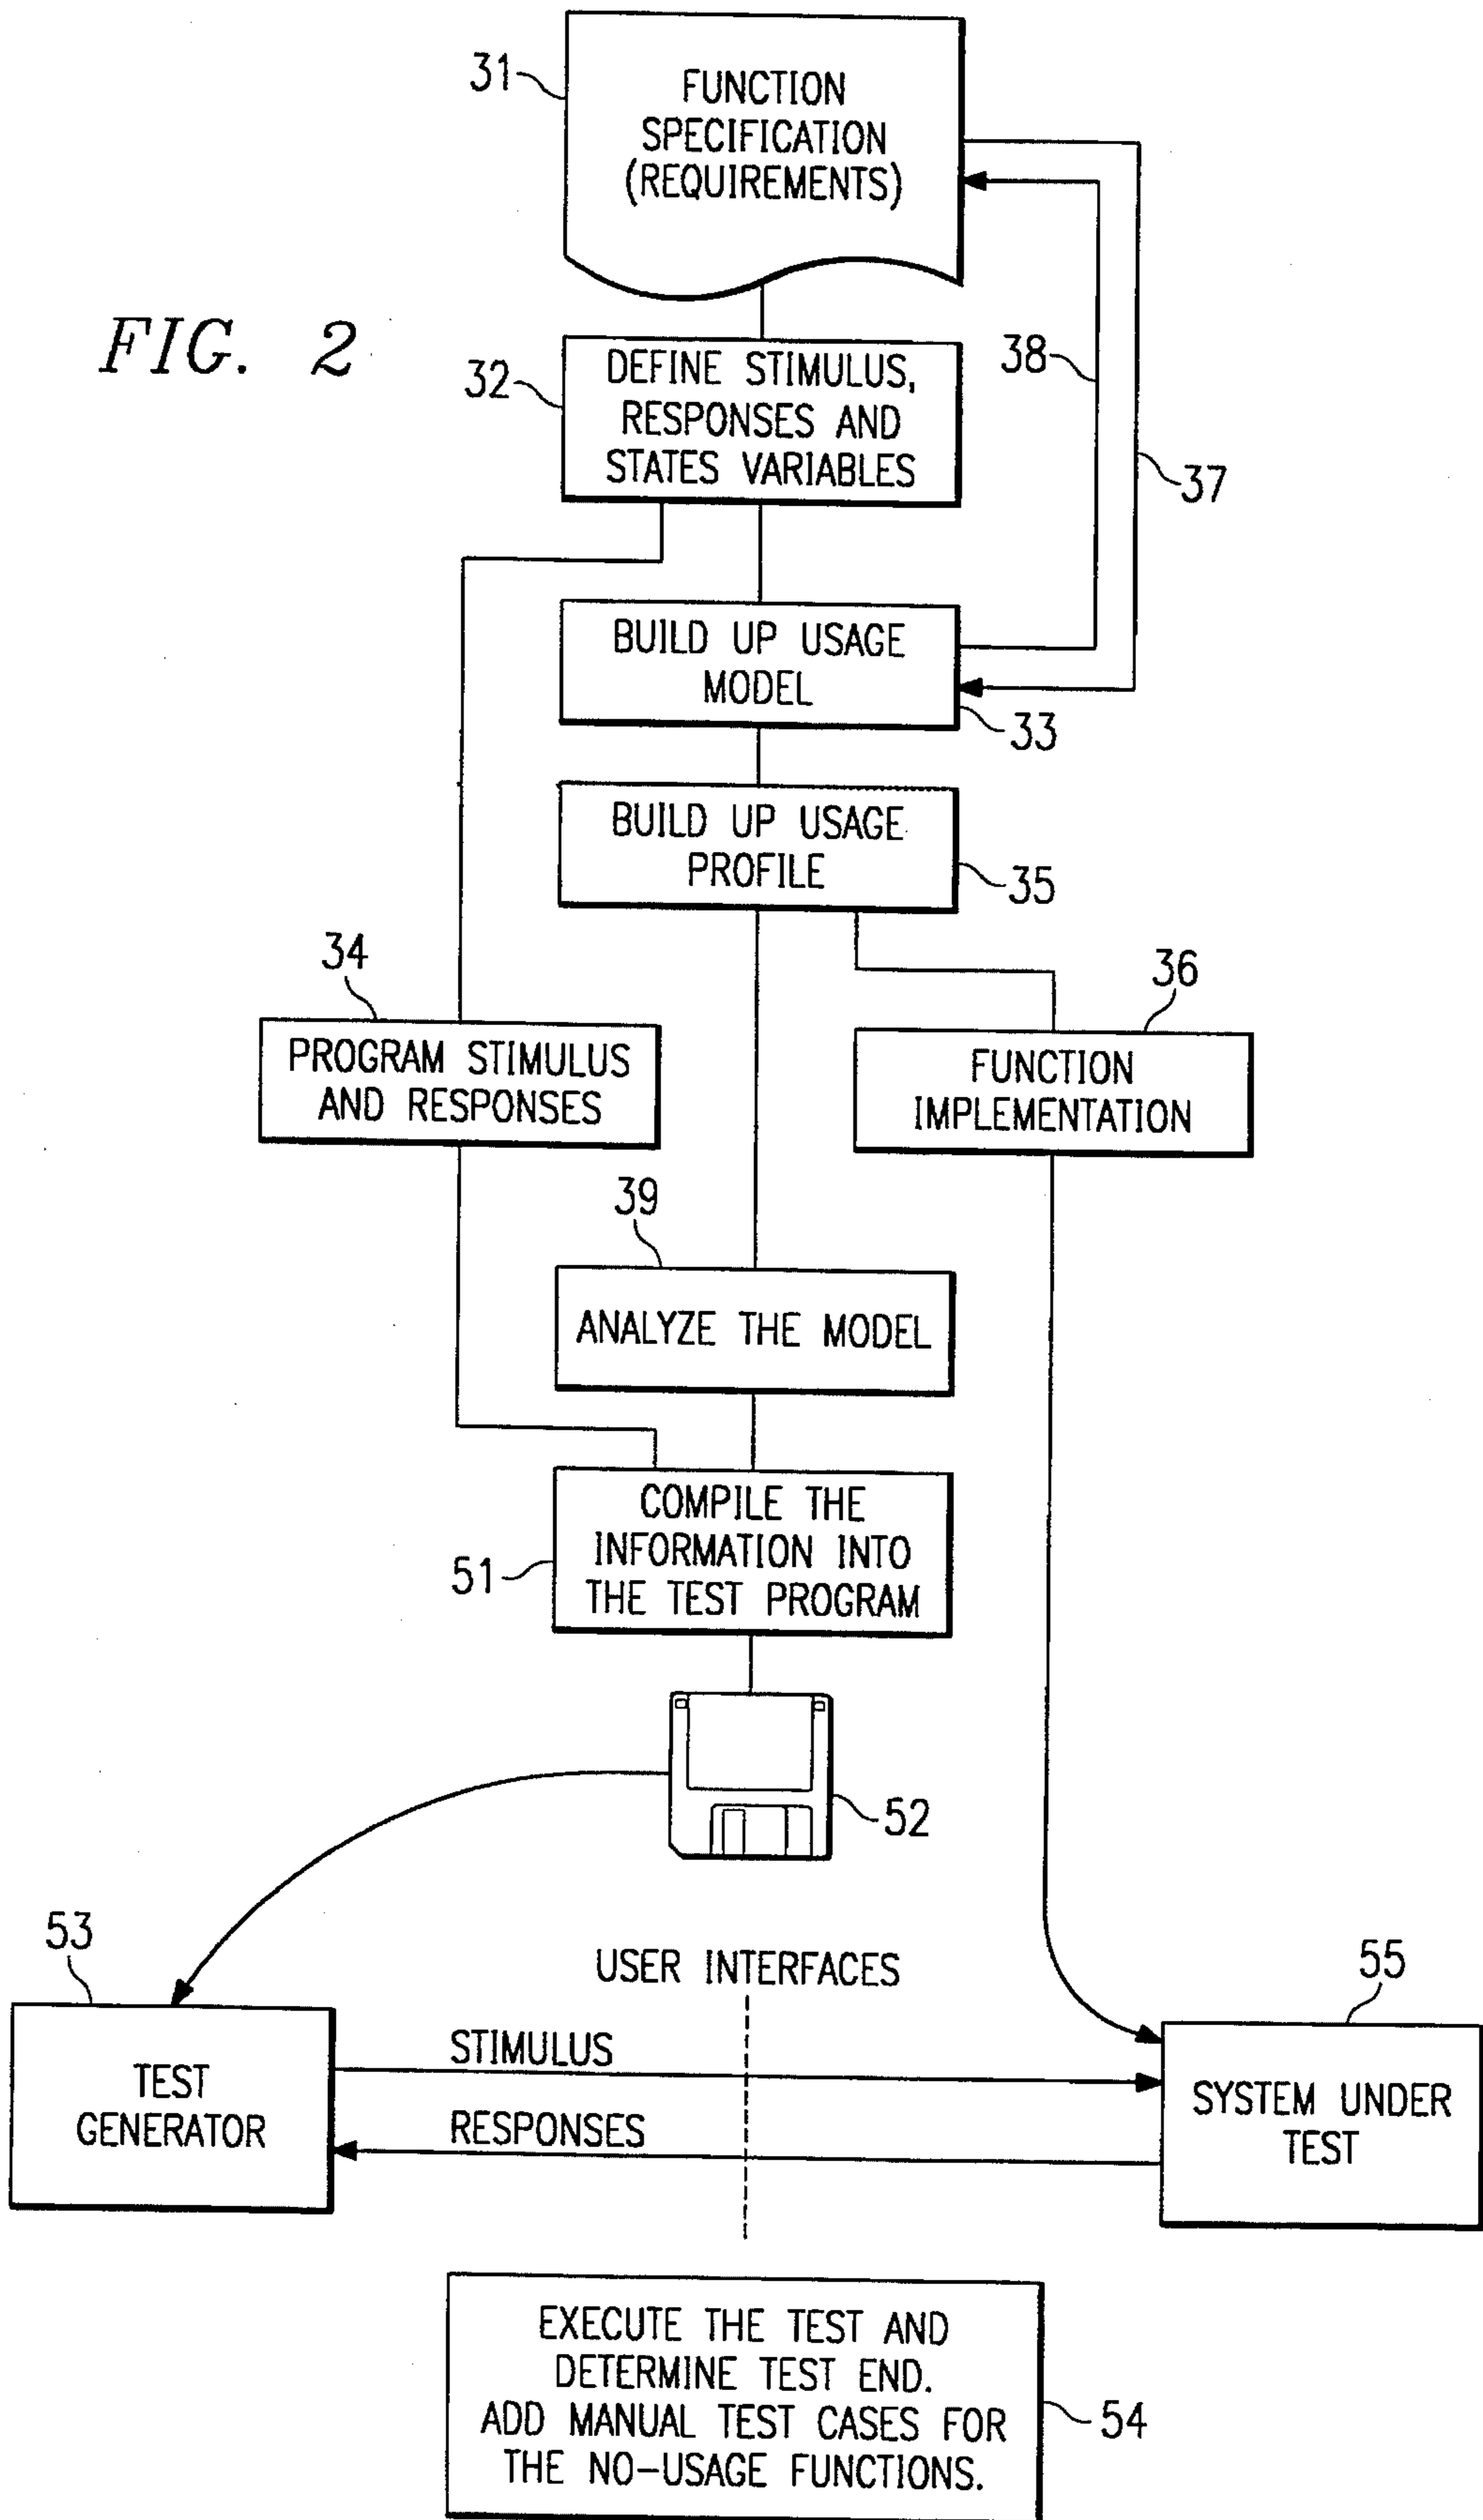 31
FUNCTION
SPECIFICATION
(REQUIREMENTS)
FIG. 2
32
DEFINE STIMULUS,
RESPONSES AND
STATES VARIABLES
38
37
BUILD UP USAGE
MODEL
33
BUILD UP USAGE
PROFILE
35
34
36
PROGRAM STIMULUS
AND RESPONSES
FUNCTION
IMPLEMENTATION
39
ANALYZE THE MODEL
COMPILE THE
INFORMATION INTO
THE TEST PROGRAM
51
52
53
USER INTERFACES
55
STIMULUS
TEST
GENERATOR
RESPONSES
SYSTEM UNDER
TEST
EXECUTE THE TEST AND
DETERMINE TEST END.
ADD MANUAL TEST CASES FOR
THE NO-USAGE FUNCTIONS.
54